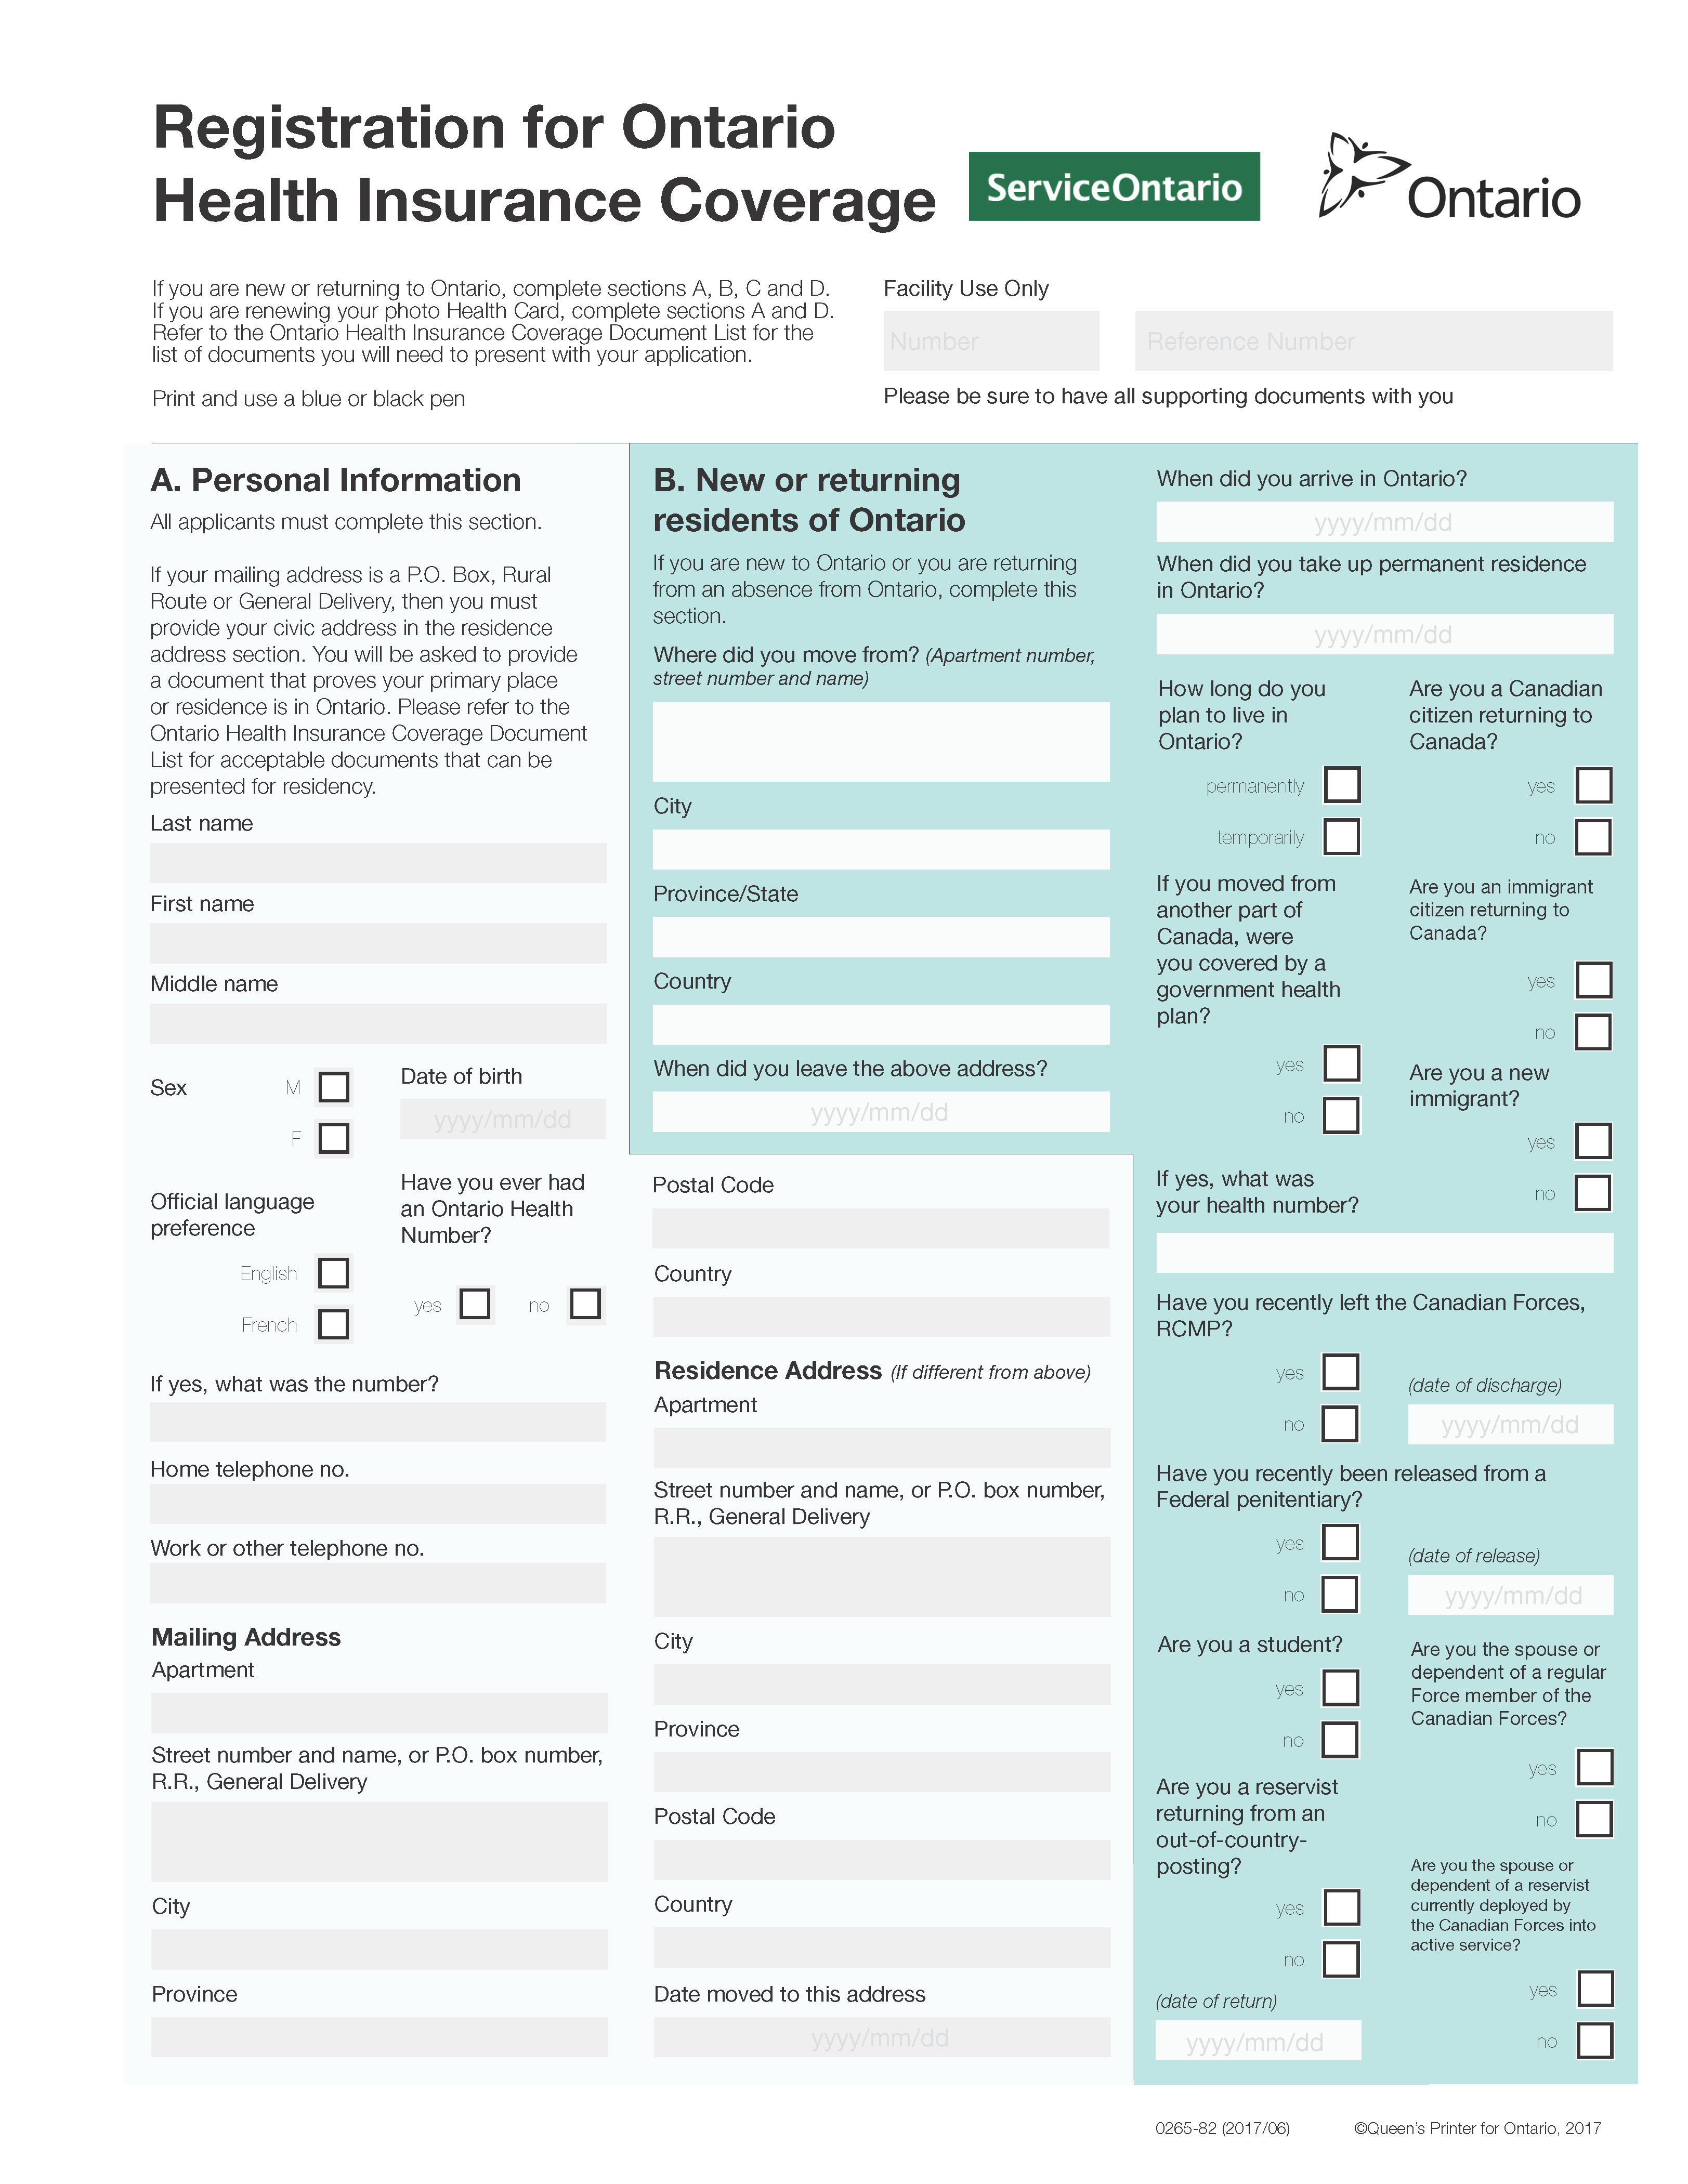 Registration for Ontario
Health Insurance Coverage
ServiceOntario
Ontario
If you are new or returning to Ontario, complete sections A, B, C and D.
If you are renewing your photo Health Card, complete sections A and D.
Refer to the Ontario Health Insurance Coverage Document List for the
list of documents you will need to present with your application.
Print and use a blue or black pen
Facility Use Only
Number
Reference Number
Please be sure to have all supporting documents with you
A. Personal Information
All applicants must complete this section.
If your mailing address is a P.O. Box, Rural
Route or General Delivery, then you must
provide your civic address in the residence
address section. You will be asked to provide
a document that proves your primary place
or residence is in Ontario. Please refer to the
Ontario Health Insurance Coverage Document
List for acceptable documents that can be
presented for residency.
Last name
First name
Middle name
Sex
M
F
Date of birth
yyyy/mm/dd
Official language
preference
English
French
Have you ever had
an Ontario Health
Number?
yes
no
If yes, what was the number?
Home telephone no.
Work or other telephone no.
Mailing Address
Apartment
Street number and name, or P.O. box number,
R.R., General Delivery
City
Province
Postal Code
Country
Residence Address (If different from above)
Apartment
Street number and name, or P.O. box number,
R.R., General Delivery
City
Province
Postal Code
Country
Date moved to this address
yyyy/mm/dd
B. New or returning
residents of Ontario
If you are new to Ontario or you are returning
from an absence from Ontario, complete this
section.
Where did you move from? (Apartment number,
street number and name)
City
Province/State
Country
When did you leave the above address?
yyyy/mm/dd
When did you arrive in Ontario?
yyyy/mm/dd
When did you take up permanent residence
in Ontario?
yyyy/mm/dd
How long do you
plan to live in
Ontario?
permanently
temporarily
Are you a Canadian
citizen returning to
Canada?
yes
no
If you moved from
another part of
Canada, were
you covered by a
government health
plan?
yes
no
Are you an immigrant
citizen returning to
Canada?
yes
no
Are you a new
immigrant?
yes
no
If yes, what was
your health number?
Have you recently left the Canadian Forces,
RCMP?
yes
no
(date of discharge)
yyyy/mm/dd
Have you recently been released from a
Federal penitentiary?
yes
no
(date of release)
yyyy/mm/dd
Are you a student?
yes
no
Are you the spouse or
dependent of a regular
Force member of the
Canadian Forces?
yes
no
Are you a reservist
returning from an
out-of-country-
posting?
yes
no
(date of return)
yyyy/mm/dd
Are you the spouse or
dependent of a reservist
currently deployed by
the Canadian Forces into
active service?
yes
no
0265-82 (2017/06)
©Queen's Printer for Ontario, 2017